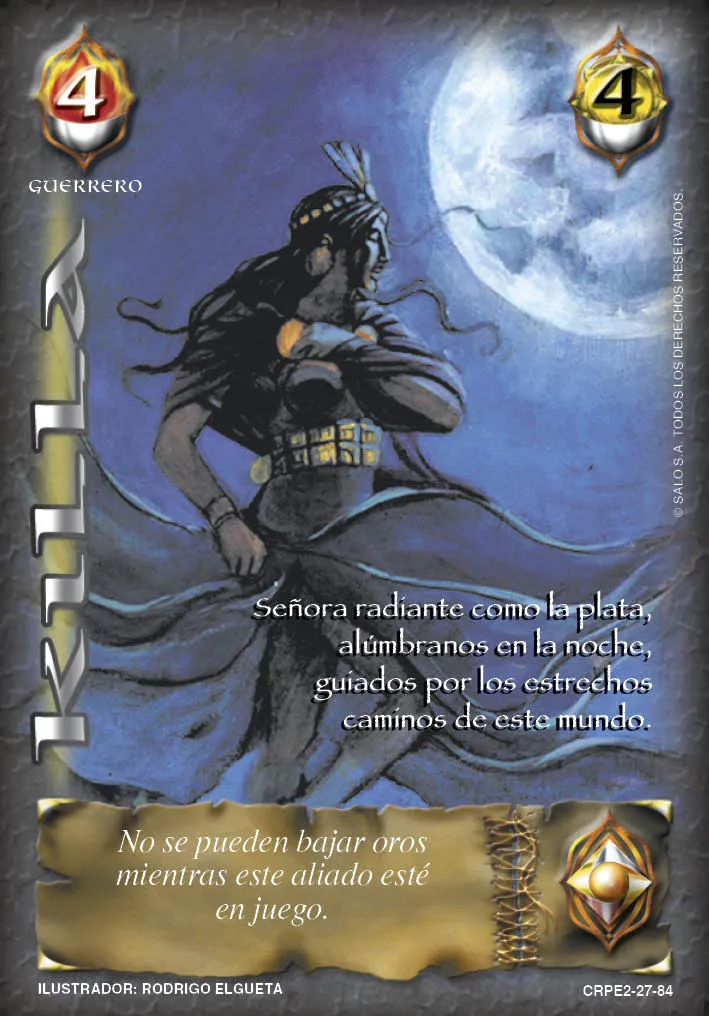 4
4
GUERRERO
KILLA
© SALO S.A. TODOS LOS DERECHOS RESERVADOS.
Señora radiante como la plata,
alúmbranos en la noche,
guiados por los estrechos
caminos de este mundo.
No se pueden bajar oros
mientras este aliado esté
en juego.
ILUSTRADOR: RODRIGO ELGUETA
CRPE2-27-84